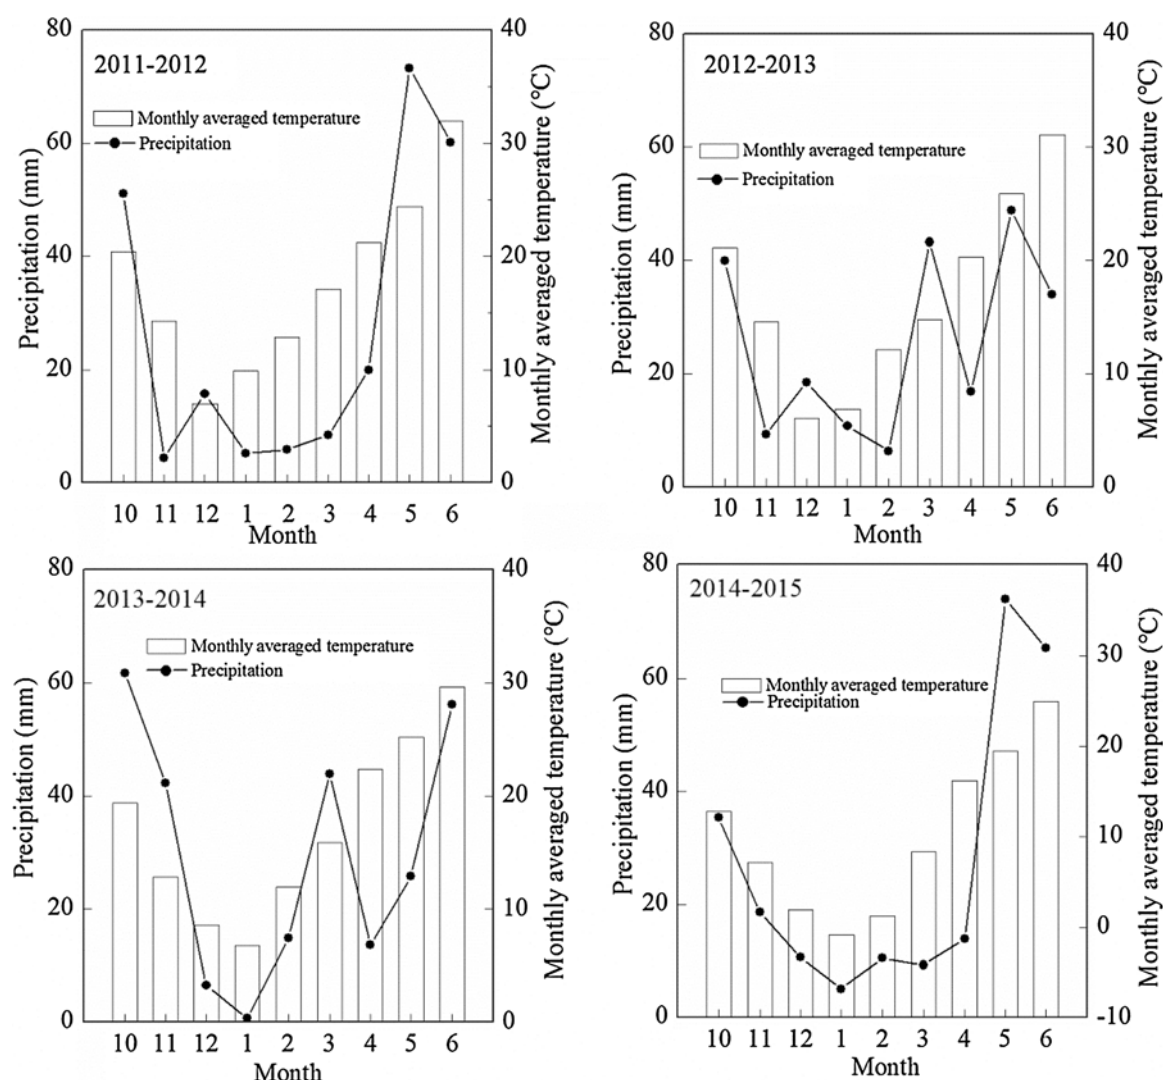 2011-2012
Monthly averaged temperature
Precipitation
Precipitation (mm)
80
60
40
20
0
Monthly averaged temperature (°C)
40
30
20
10
0
10 11 12 1 2 3 4 5 6
Month
2012-2013
Monthly averaged temperature
Precipitation
Precipitation (mm)
80
60
40
20
0
Monthly averaged temperature (°C)
40
30
20
10
0
10 11 12 1 2 3 4 5 6
Month
2013-2014
Monthly averaged temperature
Precipitation
Precipitation (mm)
80
60
40
20
0
Monthly averaged temperature (°C)
40
30
20
10
0
10 11 12 1 2 3 4 5 6
Month
2014-2015
Monthly averaged temperature
Precipitation
Precipitation (mm)
80
60
40
20
0
Monthly averaged temperature (°C)
40
30
20
10
0
-10
10 11 12 1 2 3 4 5 6
Month